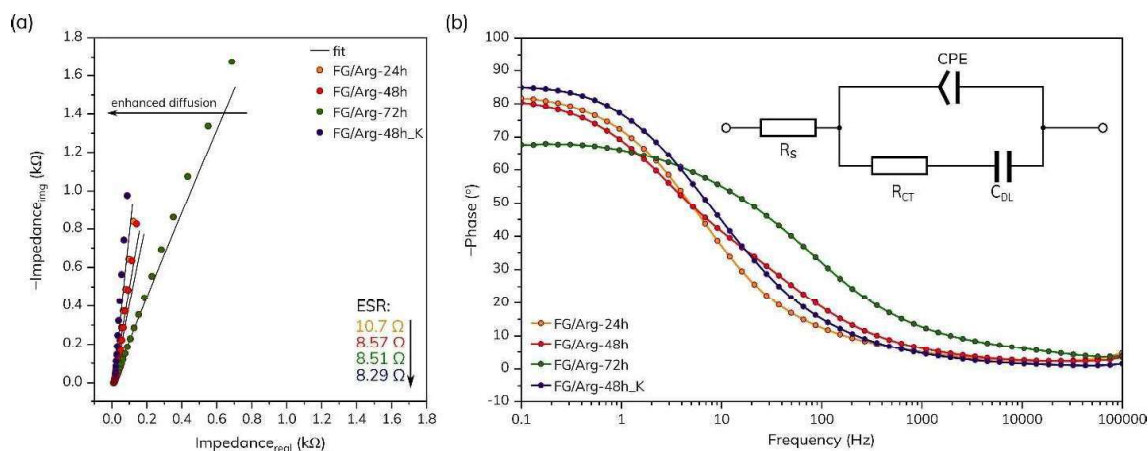 (a)
1.8
1.6
1.4
1.2
1.0
0.8
0.6
0.4
0.2
0.0
–Impedance_img (kΩ)
fit
FG/Arg-24h
FG/Arg-48h
FG/Arg-72h
FG/Arg-48h_K
enhanced diffusion
ESR:
10.7 Ω
8.57 Ω
8.51 Ω
8.29 Ω
0.0 0.2 0.4 0.6 0.8 1.0 1.2 1.4 1.6 1.8
Impedance_real (kΩ)
(b)
100
90
80
70
60
50
40
30
20
10
0
-10
–Phase (°)
CPE
R_S
R_CT
C_DL
FG/Arg-24h
FG/Arg-48h
FG/Arg-72h
FG/Arg-48h_K
0.1 1 10 100 1000 10000 100000
Frequency (Hz)